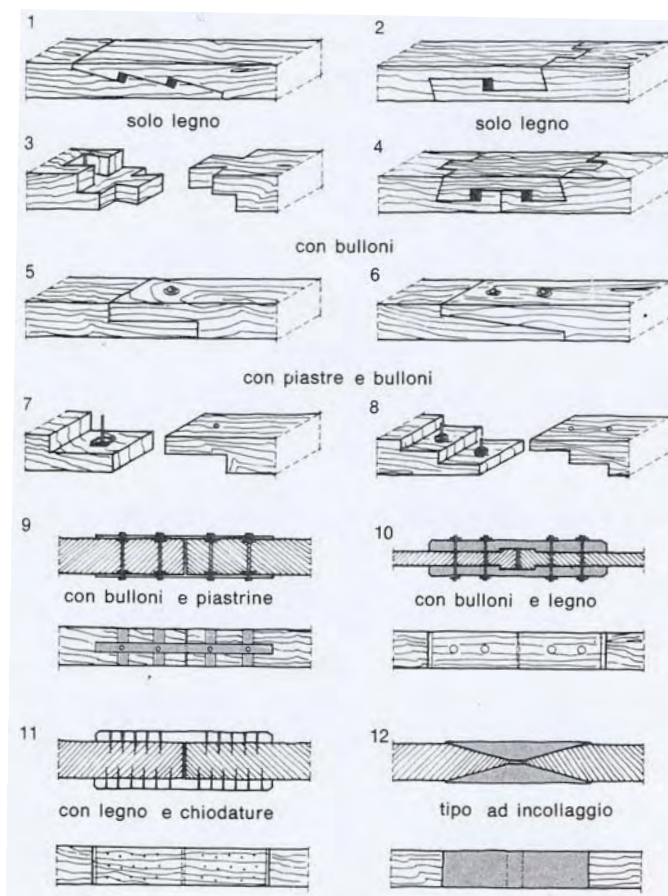 1
2
solo legno
solo legno
3
4
con bulloni
5
6
con piastre e bulloni
7
8
9
10
con bulloni e piastrine
con bulloni e legno
11
12
con legno e chiodature
tipo ad incollaggio